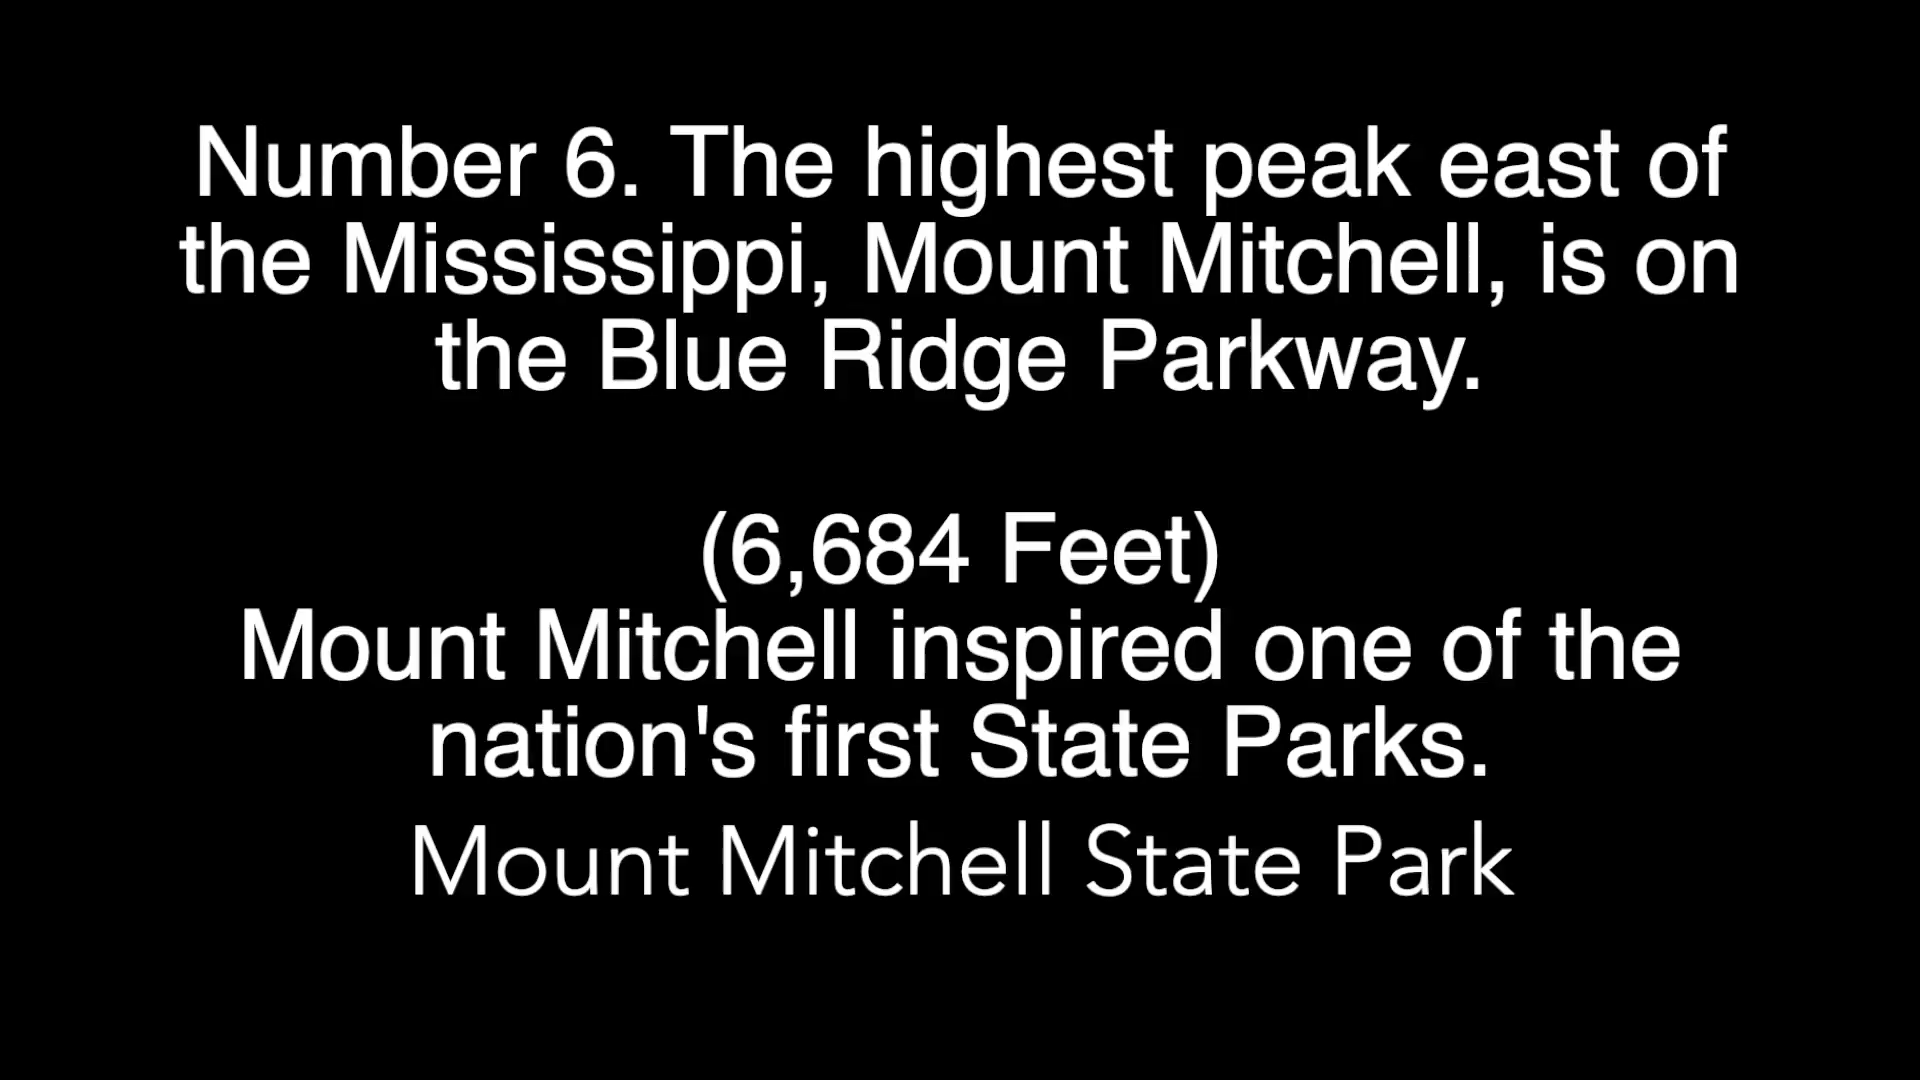 Number 6. The highest peak east of
the Mississippi, Mount Mitchell, is on
the Blue Ridge Parkway.
(6,684 Feet)
Mount Mitchell inspired one of the
nation's first State Parks.
Mount Mitchell State Park